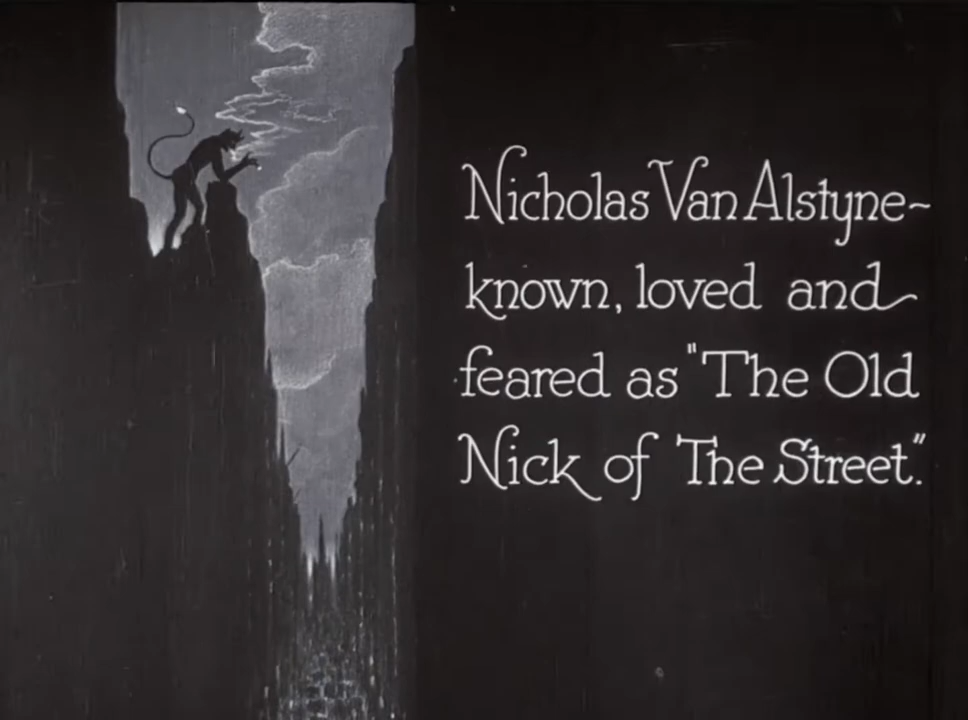 Nicholas Van Alstyne~
known, loved and
feared as "The Old
Nick of The Street."